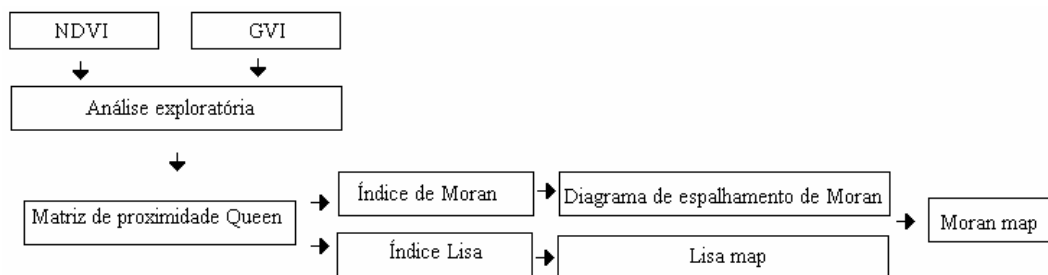 NDVI
GVI
Análise exploratória
Matriz de proximidade Queen
Índice de Moran
Diagrama de espalhamento de Moran
Moran map
Índice Lisa
Lisa map